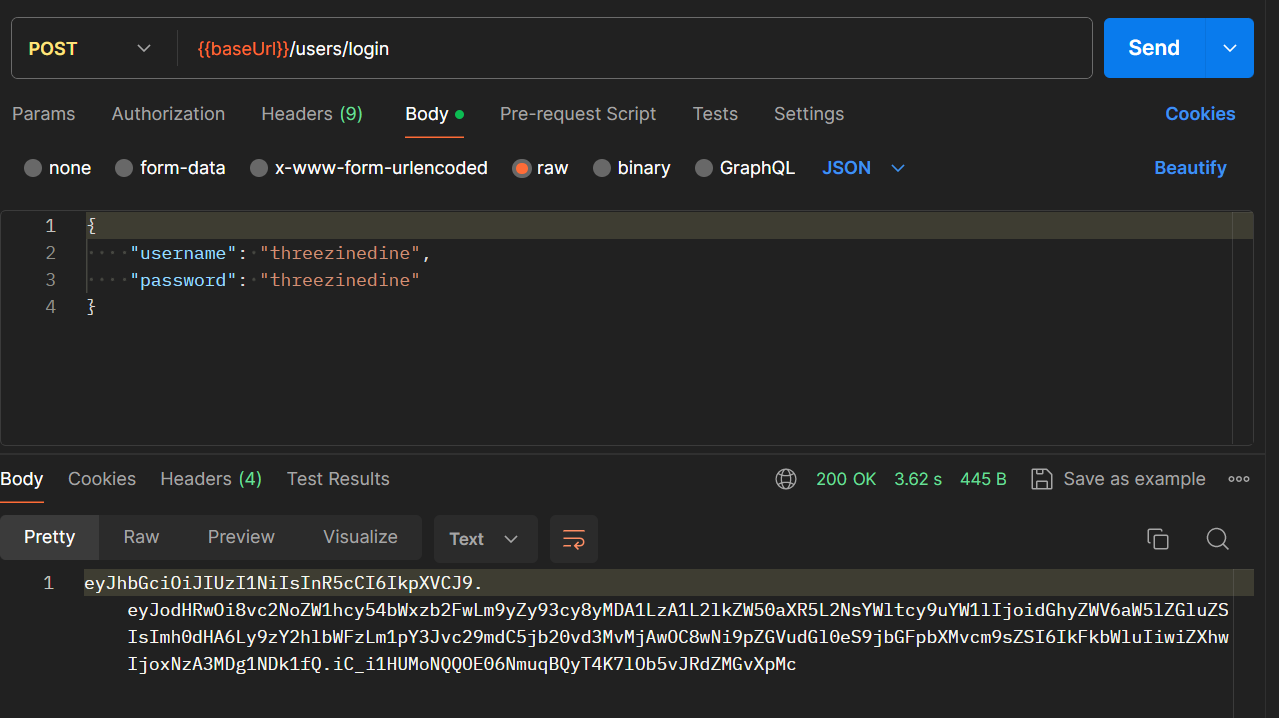 POST {{baseUrl}}/users/login Send
Params Authorization Headers (9) Body Pre-request Script Tests Settings Cookies
none form-data x-www-form-urlencoded raw binary GraphQL JSON Beautify
1 {
2 "username": "threezinedine",
3 "password": "threezinedine"
4 }
Body Cookies Headers (4) Test Results 200 OK 3.62 s 445 B Save as example
Pretty Raw Preview Visualize Text
1 eyJhbGciOiJIUzI1NiIsInR5cCI6IkpXVCJ9.
eyJodHRwOi8vc2NoZW1hcy54bWxzb2FwLm9yZy93cy8yMDA1LzA1L2lkZW50aXR5L2NsYWltcy9uYW1lIjoidGhyZWV6aW5lZGluZS
IsImh0dHA6Ly9zY2hlbWFzLm1pY3Jvc29mdC5jb20vd3MvMjAwOC8wNi9pZGVudGl0eS9jbGFpbXMvcm9sZSI6IkFkbWluIiwiZXhw
IjoxNzA3MDg1NDk1fQ.iC_i1HUMoNQQOE06NmuqBQyT4K7lOb5vJRdZMGvXpMc